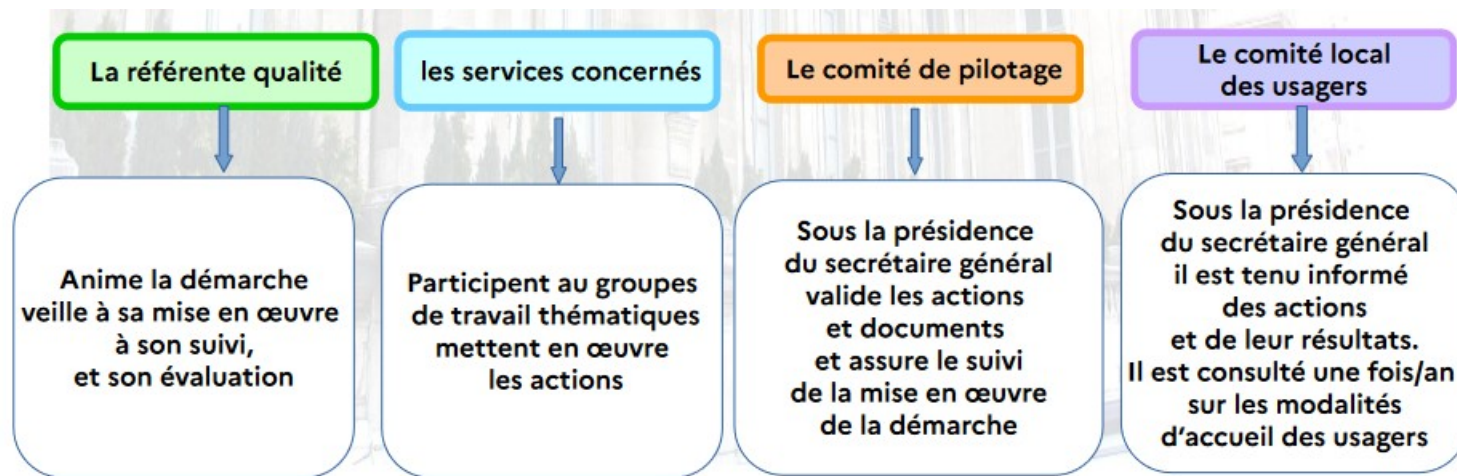 La référente qualité
les services concernés
Le comité de pilotage
Le comité local
des usagers
Anime la démarche
veille à sa mise en œuvre
à son suivi,
et son évaluation
Participent au groupes
de travail thématiques
mettent en œuvre
les actions
Sous la présidence
du secrétaire général
valide les actions
et documents
et assure le suivi
de la mise en œuvre
de la démarche
Sous la présidence
du secrétaire général
il est tenu informé
des actions
et de leur résultats.
Il est consulté une fois/an
sur les modalités
d’accueil des usagers